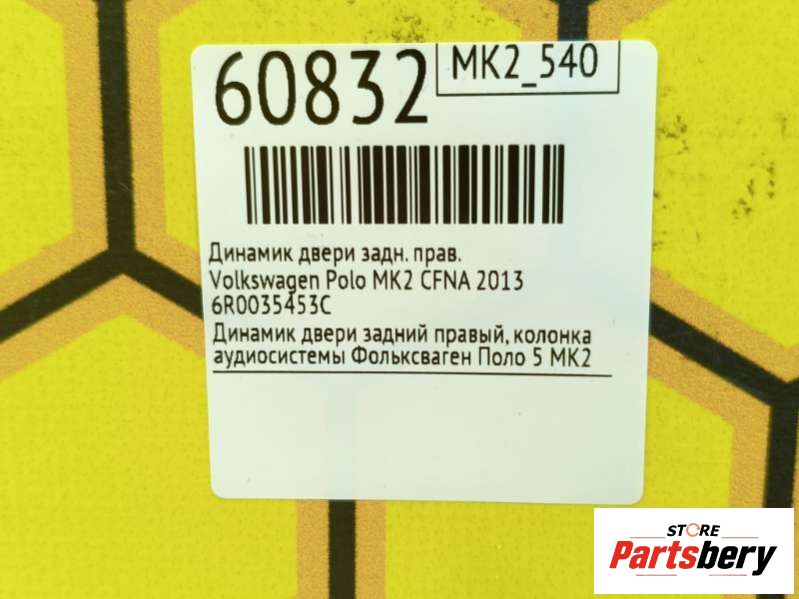 60832
MK2_540
Динамик двери задн. прав.
Volkswagen Polo MK2 CFNA 2013
6R0035453C
Динамик двери задний правый, колонка
аудиосистемы Фольксваген Поло 5 MK2
STORE
Partsbery